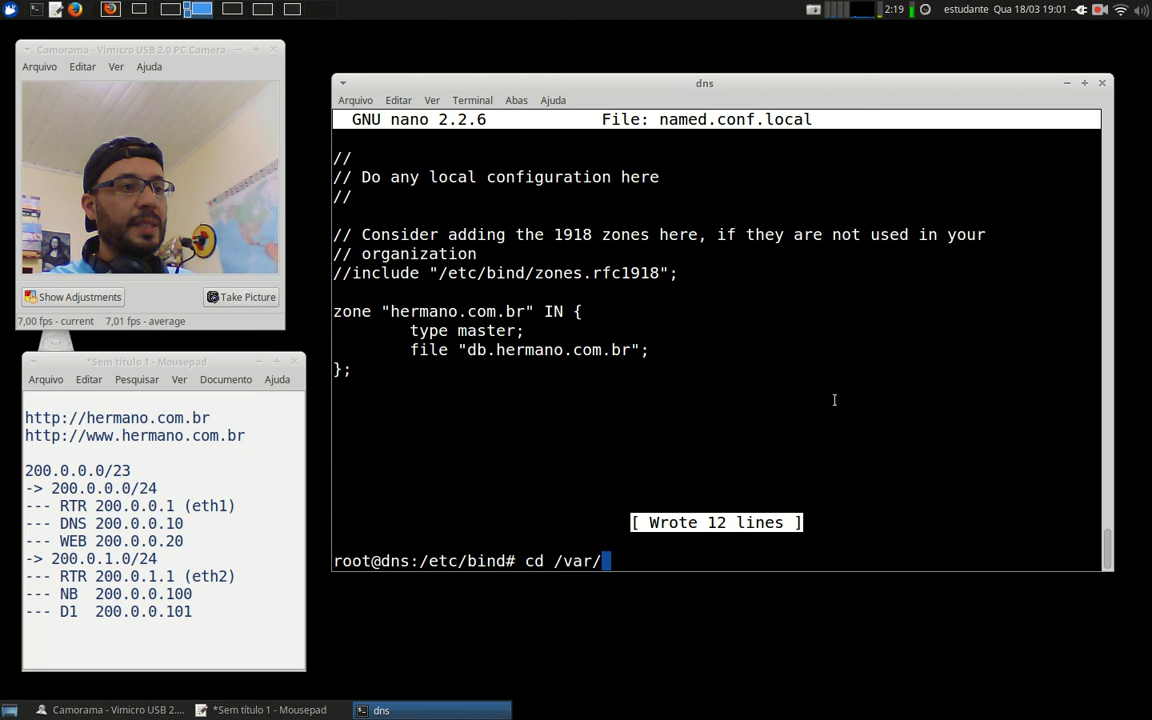 2:19
estudante Qua 18/03 19:01
Camorama - Vimicro USB 2.0 PC Camera
Arquivo Editar Ver Ajuda
Show Adjustments
Take Picture
7,00 fps - current 7,01 fps - average
*Sem título 1 - Mousepad
Arquivo Editar Pesquisar Ver Documento Ajuda
http://hermano.com.br
http://www.hermano.com.br
200.0.0.0/23
-> 200.0.0.0/24
--- RTR 200.0.0.1 (eth1)
--- DNS 200.0.0.10
--- WEB 200.0.0.20
-> 200.0.1.0/24
--- RTR 200.0.1.1 (eth2)
--- NB 200.0.0.100
--- D1 200.0.0.101
dns
Arquivo Editar Ver Terminal Abas Ajuda
GNU nano 2.2.6 File: named.conf.local
//
// Do any local configuration here
//
// Consider adding the 1918 zones here, if they are not used in your
// organization
//include "/etc/bind/zones.rfc1918";
zone "hermano.com.br" IN {
type master;
file "db.hermano.com.br";
};
[ Wrote 12 lines ]
root@dns:/etc/bind# cd /var/
Camorama - Vimicro USB 2....
*Sem título 1 - Mousepad
dns